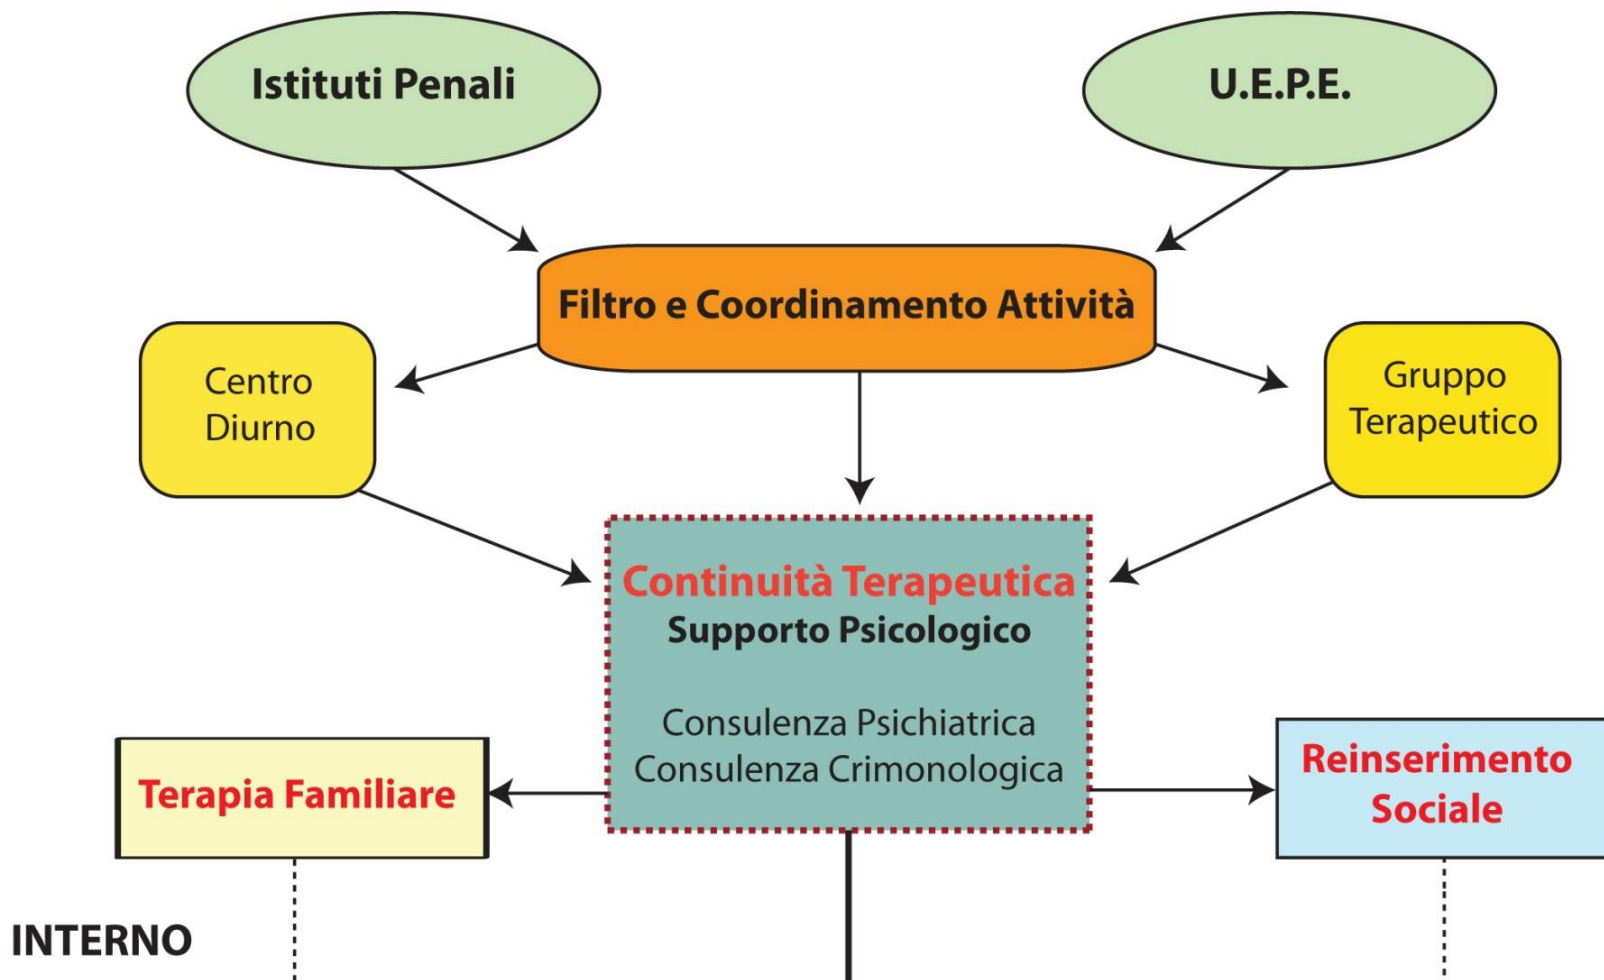 Istituti Penali
U.E.P.E.
Filtro e Coordinamento Attività
Centro
Diurno
Gruppo
Terapeutico
Continuità Terapeutica
Supporto Psicologico
Consulenza Psichiatrica
Consulenza Crimonologica
Terapia Familiare
Reinserimento
Sociale
INTERNO